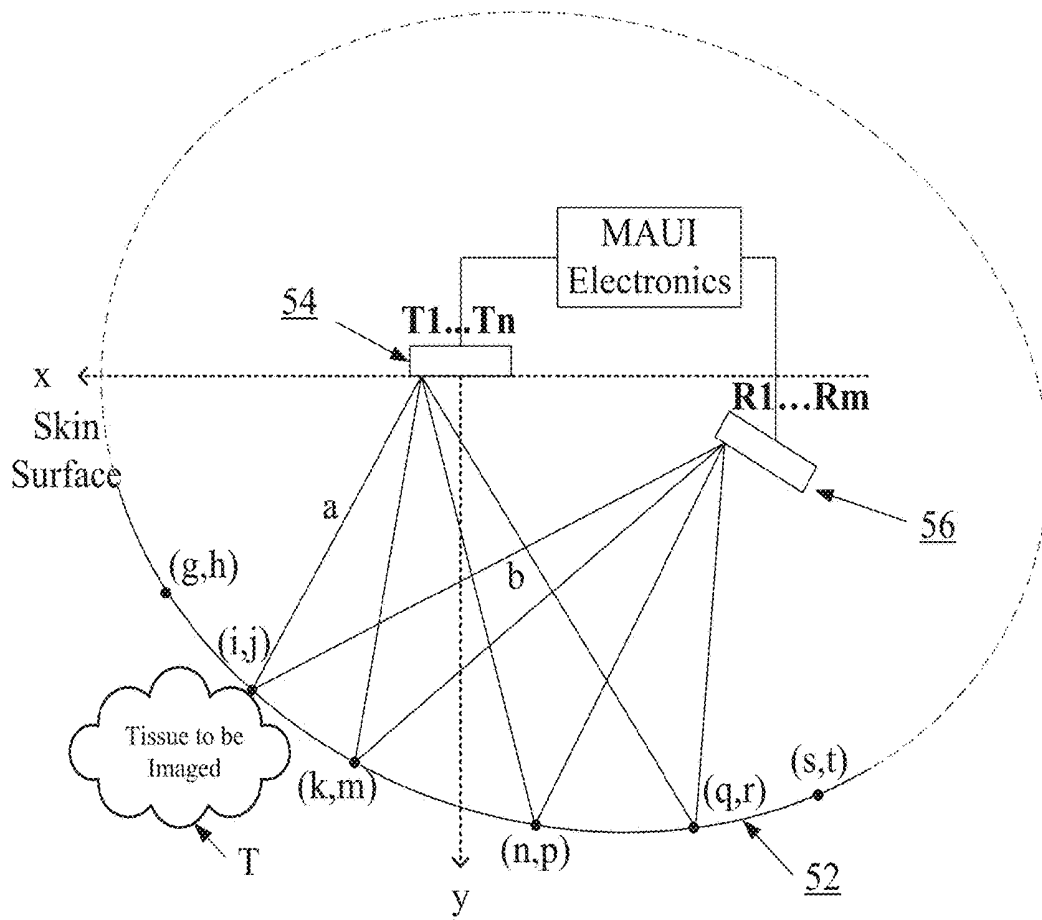 MAUI
Electronics
54
T1...Tn
x
Skin
Surface
R1...Rm
56
a
b
(g,h)
(i,j)
Tissue to be
Imaged
(k,m)
(s,t)
(q,r)
(n,p)
T
52
y